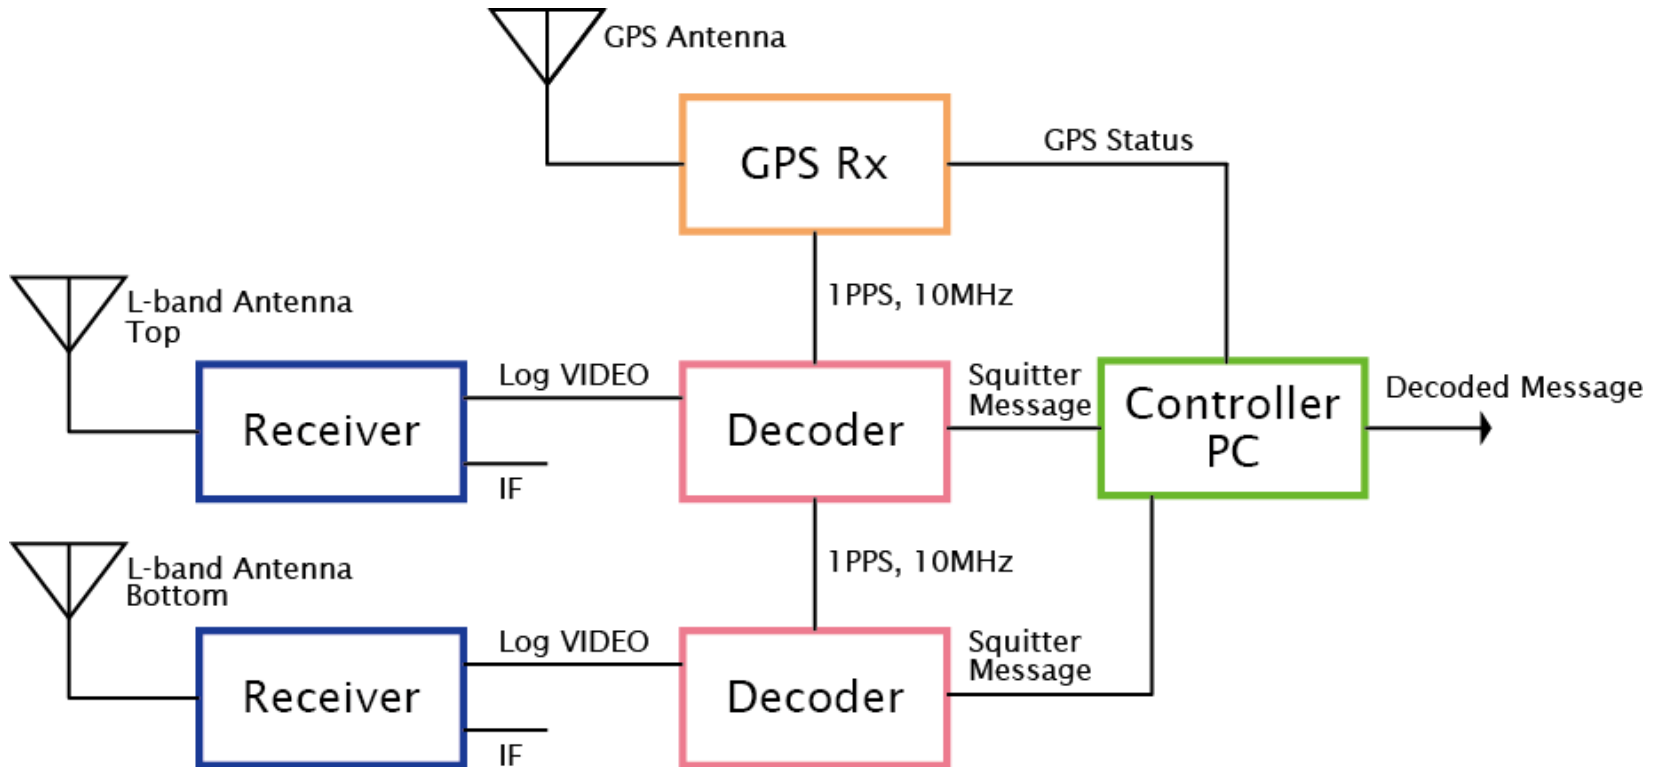 GPS Antenna
GPS Rx
GPS Status
1PPS, 10MHz
L-band Antenna
Top
Receiver
Log VIDEO
IF
Decoder
Squitter
Message
Controller
PC
Decoded Message
1PPS, 10MHz
L-band Antenna
Bottom
Receiver
Log VIDEO
IF
Decoder
Squitter
Message